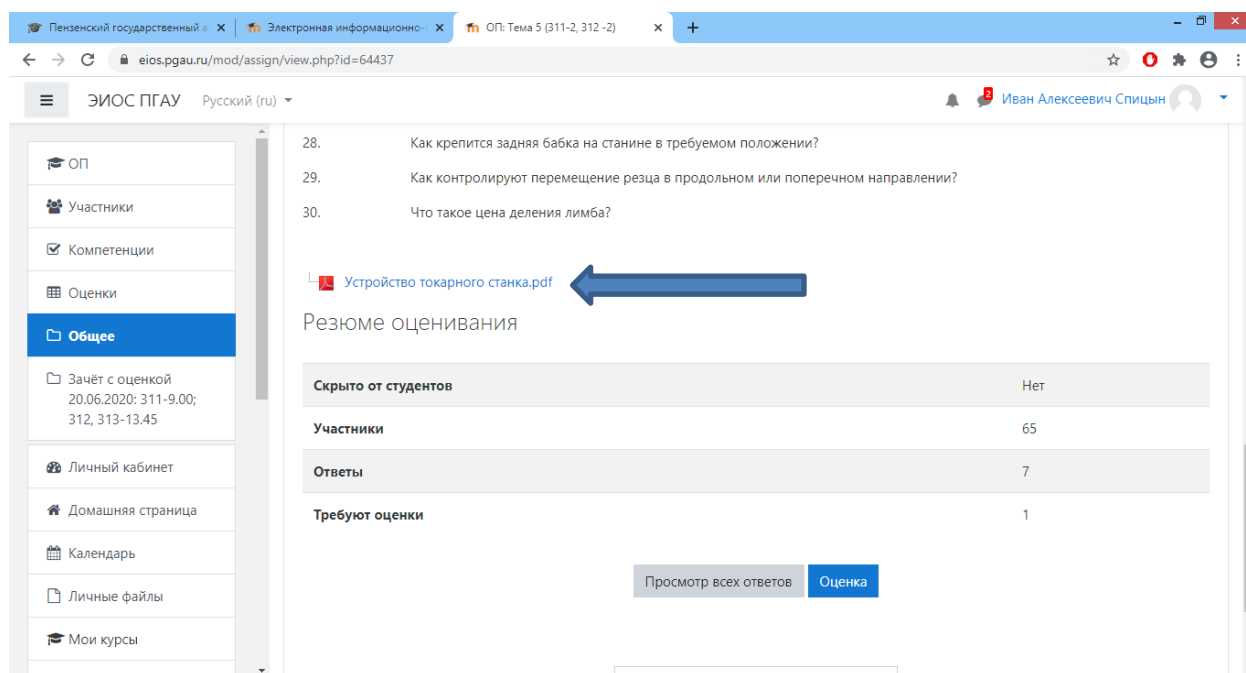 Пензенский государственный а
Электронная информационно-
ОП: Тема 5 (311-2, 312 -2)
eios.pgau.ru/mod/assign/view.php?id=64437
ЭИОС ПГАУ Русский (ru)
2
Иван Алексеевич Спицын
ОП
Участники
Компетенции
Оценки
Общее
Зачёт с оценкой
20.06.2020: 311-9.00;
312, 313-13.45
Личный кабинет
Домашняя страница
Календарь
Личные файлы
Мои курсы
28. Как крепится задняя бабка на станине в требуемом положении?
29. Как контролируют перемещение резца в продольном или поперечном направлении?
30. Что такое цена деления лимба?
Устройство токарного станка.pdf
Резюме оценивания
Скрыто от студентов Нет
Участники 65
Ответы 7
Требуют оценки 1
Просмотр всех ответов Оценка